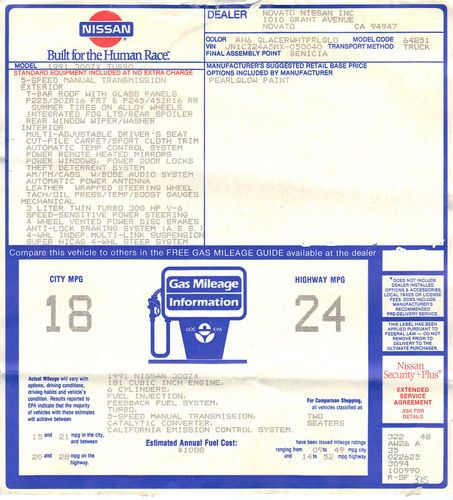 NISSAN
Built for the Human Race.
DEALER
NOVATO NISSAN INC
1010 GRANT AVENUE
NOVATO
CA 94947
COLOR KH6 GLACERWHTPRLGLO MODEL CODE 64851
VIN JN1CZ24A5MX-050040 TRANSPORT METHOD TRUCK
FINAL ASSEMBLY POINT BENICIA
MODEL 1991 300ZX TURBO
STANDARD EQUIPMENT INCLUDED AT NO EXTRA CHARGE
5-SPEED MANUAL TRANSMISSION
EXTERIOR
T-BAR ROOF WITH GLASS PANELS
P225/50ZR16 FRT & P245/45ZR16 RR
SUMMER TIRES ON ALLOY WHEELS
INTEGRATED FOG LTS/REAR SPOILER
REAR WINDOW WIPER/WASHER
INTERIOR
MULTI-ADJUSTABLE DRIVER'S SEAT
CUT-PILE CARPET/SPORT CLOTH TRIM
AUTOMATIC TEMP CONTROL SYSTEM
POWER REMOTE HEATED MIRRORS
POWER WINDOWS, POWER DOOR LOCKS
THEFT DETERRENT SYSTEM
AM/FM/CASS. W/BOSE AUDIO SYSTEM
AUTOMATIC POWER ANTENNA
LEATHER WRAPPED STEERING WHEEL
TACH/OIL PRESS/TEMP/BOOST GAUGES
MECHANICAL
3 LITER TWIN TURBO 300 HP V-6
SPEED-SENSITIVE POWER STEERING
4 WHEEL VENTED POWER DISC BRAKES
ANTI-LOCK BRAKING SYSTEM (A.B.S.)
4-WHL INDEP. MULTI-LINK SUSPENSION
SUPER HICAS 4-WHL STEER SYSTEM
MANUFACTURER'S SUGGESTED RETAIL BASE PRICE
OPTIONS INCLUDED BY MANUFACTURER
PEARLGLOW PAINT
Compare this vehicle to others in the FREE GAS MILEAGE GUIDE available at the dealer
CITY MPG
18
Gas Mileage
Information
DOE EPA
HIGHWAY MPG
24
Actual Mileage will vary with
options, driving conditions,
driving habits and vehicle's
condition. Results reported to
EPA indicate that the majority
of vehicles with these estimates
will achieve between
15 and 21 mpg in the city,
and between
20 and 28 mpg on the
highway.
1991 NISSAN 300ZX
181 CUBIC INCH ENGINE,
6 CYLINDERS,
FUEL INJECTION,
FEEDBACK FUEL SYSTEM,
TURBO,
5-SPEED MANUAL TRANSMISSION,
CATALYTIC CONVERTER,
CALIFORNIA EMISSION CONTROL SYSTEM.
Estimated Annual Fuel Cost:
$1088
For Comparison Shopping,
all vehicles classified as
TWO
SEATERS
have been issued mileage ratings
ranging from 09 to 49 mpg city
and 14 to 52 mpg highway.
*DOES NOT INCLUDE
DEALER INSTALLED
OPTIONS & ACCESSORIES,
LOCAL TAXES OR LICENSE
FEES. DOES INCLUDE
MANUFACTURER'S
RECOMMENDED
PRE-DELIVERY SERVICE.
THIS LABEL HAS BEEN
APPLIED PURSUANT TO
FEDERAL LAW — DO NOT
REMOVE PRIOR TO
DELIVERY TO THE
ULTIMATE PURCHASER.
Nissan
Security+Plus
EXTENDED
SERVICE
AGREEMENT
ASK FOR
DETAILS
322 48
AW26 A
35
022625
3094
100990
R-SF 315